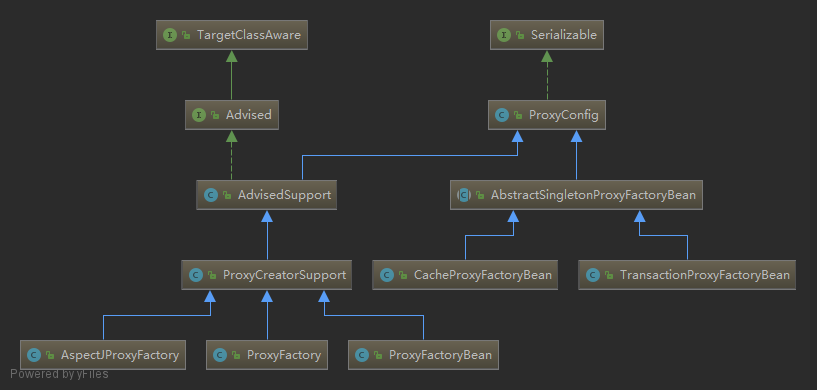 TargetClassAware
Serializable
Advised
ProxyConfig
AdvisedSupport
AbstractSingletonProxyFactoryBean
ProxyCreatorSupport
CacheProxyFactoryBean
TransactionProxyFactoryBean
AspectJProxyFactory
ProxyFactory
ProxyFactoryBean
Powered by yFiles